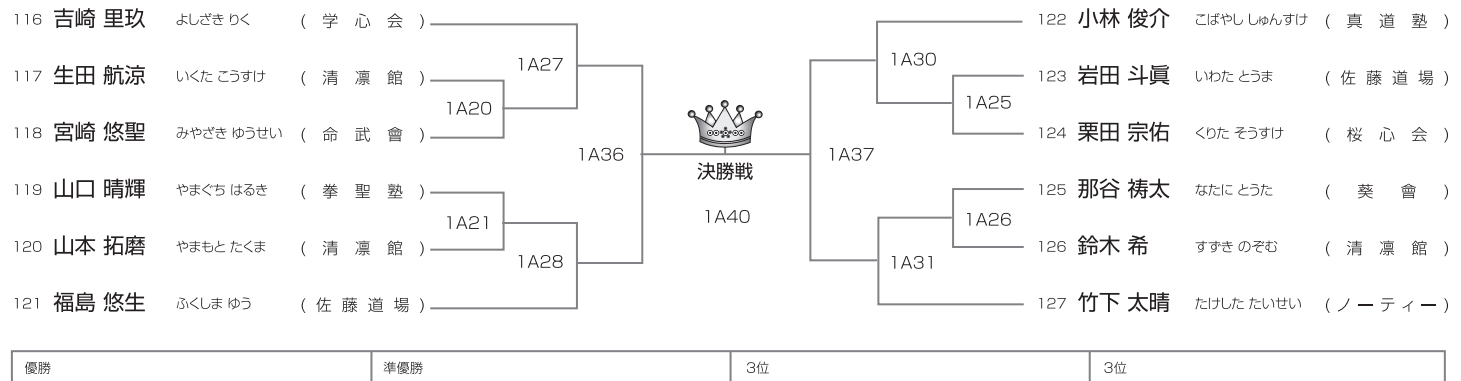 116 吉崎 里玖 よしざき りく (学心会)
117 生田 航涼 いくた こうすけ (清凛館)
118 宮崎 悠聖 みやざき ゆうせい (命武會)
119 山口 晴輝 やまぐち はるき (拳聖塾)
120 山本 拓磨 やまもと たくま (清凛館)
121 福島 悠生 ふくしま ゆう (佐藤道場)
1A27
1A20
1A36
1A21
1A28
決勝戦
1A40
1A30
1A25
1A37
1A26
1A31
122 小林 俊介 こばやし しゅんすけ (真道塾)
123 岩田 斗眞 いわた とうま (佐藤道場)
124 栗田 宗佑 くりた そうすけ (桜心会)
125 那谷 祷太 なたに とうた (葵會)
126 鈴木 希 すずき のぞむ (清凛館)
127 竹下 太晴 たけした たいせい (ノーティー)
優勝 準優勝 3位 3位